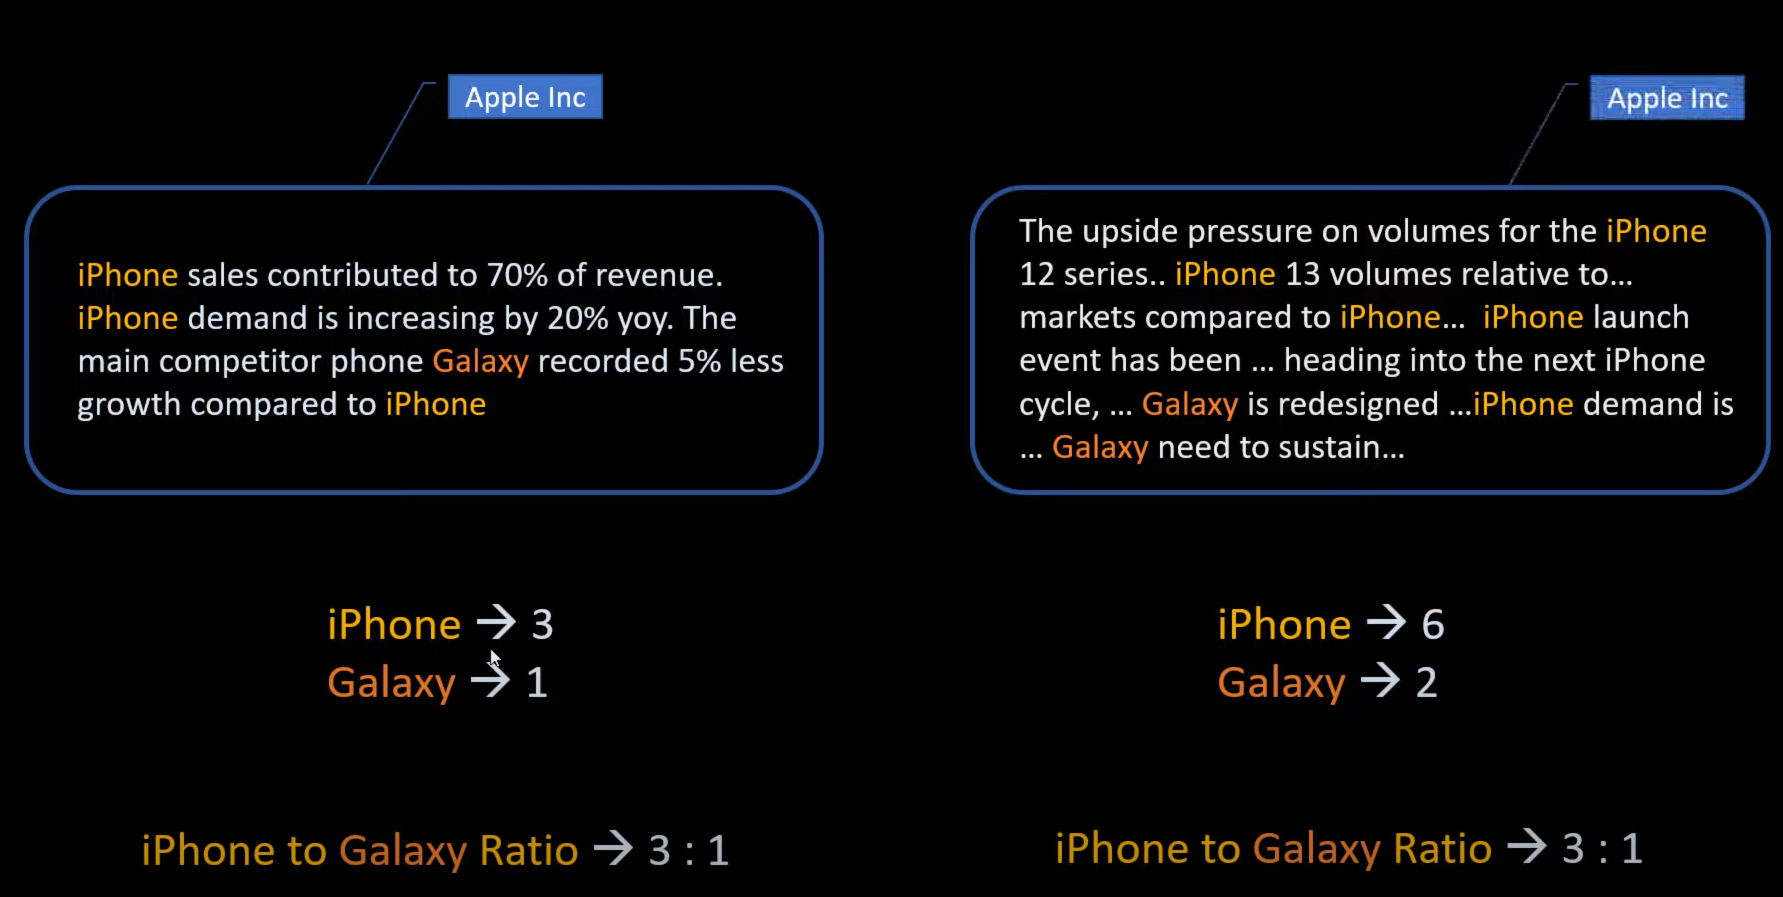 Apple Inc
iPhone sales contributed to 70% of revenue.
iPhone demand is increasing by 20% yoy. The
main competitor phone Galaxy recorded 5% less
growth compared to iPhone
iPhone → 3
Galaxy → 1
iPhone to Galaxy Ratio → 3 : 1
Apple Inc
The upside pressure on volumes for the iPhone
12 series.. iPhone 13 volumes relative to...
markets compared to iPhone... iPhone launch
event has been ... heading into the next iPhone
cycle, ... Galaxy is redesigned ...iPhone demand is
... Galaxy need to sustain...
iPhone → 6
Galaxy → 2
iPhone to Galaxy Ratio → 3 : 1